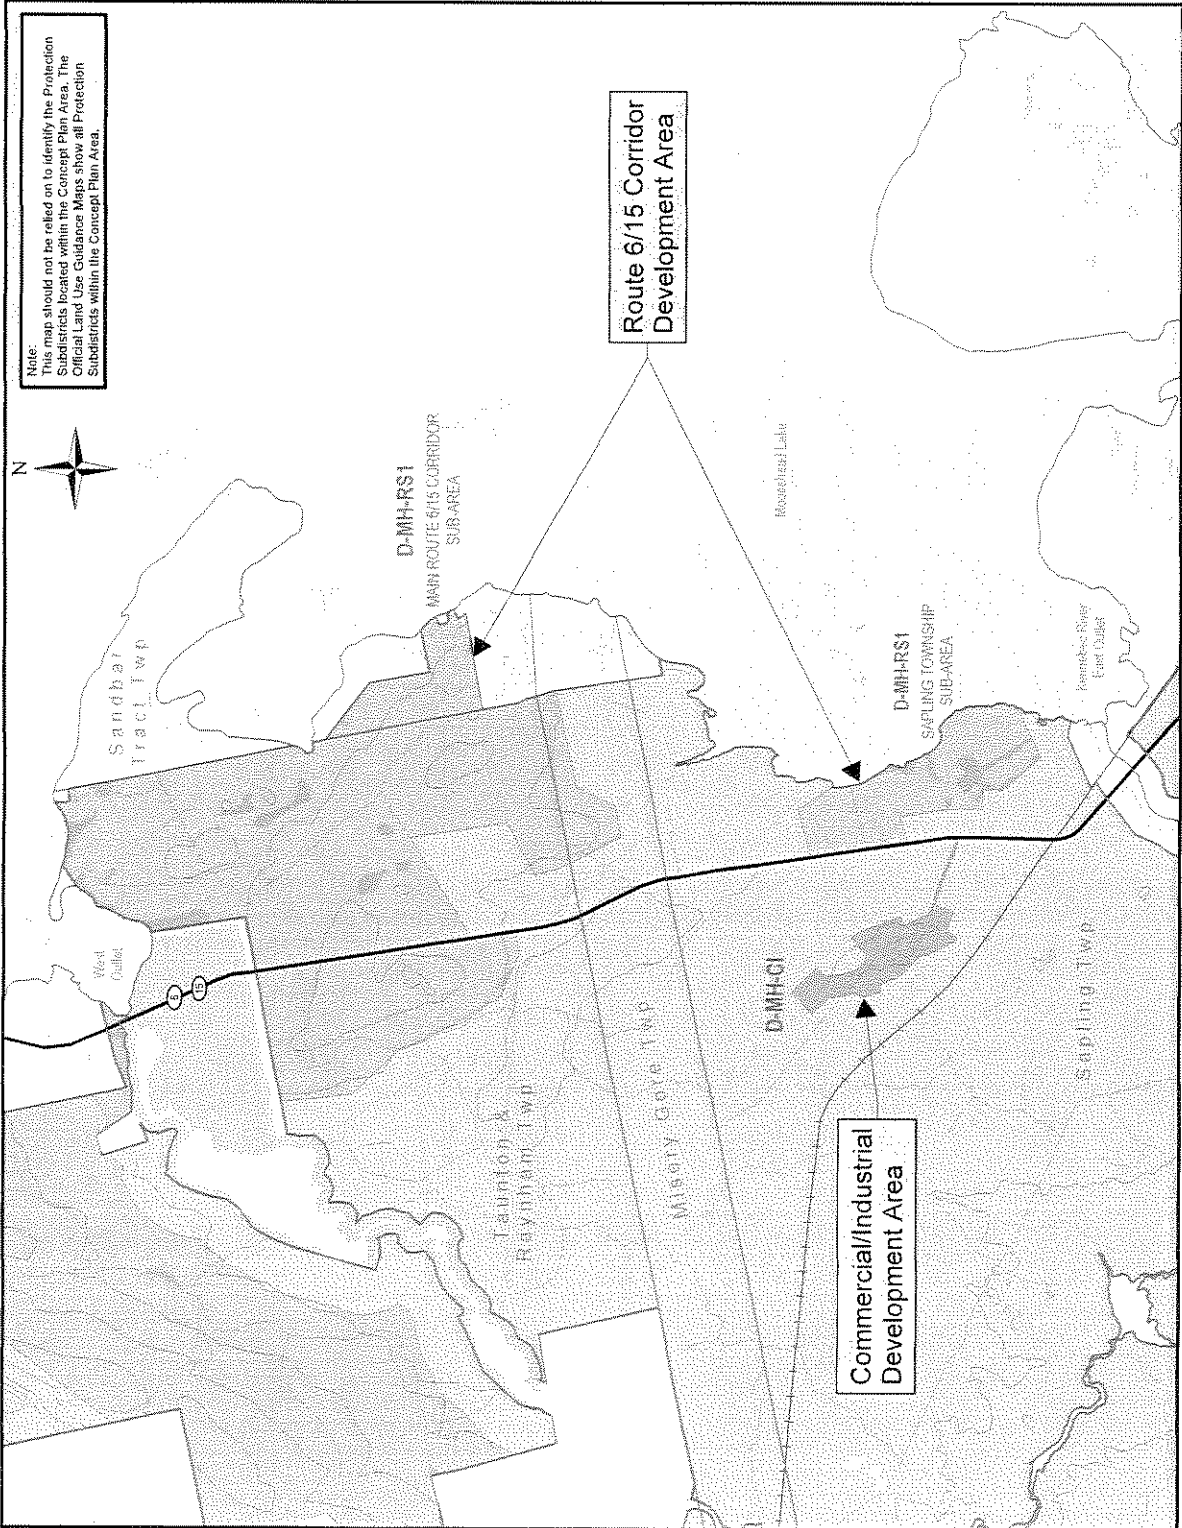 Note:
This map should not be relied on to identify the Protection
Subdistricts located within the Concept Plan Area. The
Official Land Use Guidance Maps show all Protection
Subdistricts within the Concept Plan Area.
N
Sandbar
Tract Twp
D-MH-RS1
MAIN ROUTE 6/15 CORRIDOR
SUB-AREA
Route 6/15 Corridor
Development Area
West
Outlet
6
15
Moosehead Lake
Taunton &
Raynham Twp
Misery Gore Twp
D-MH-RS1
SAPLING TOWNSHIP
SUB-AREA
D-MH-CI
East Outlet
Sapling Twp
Commercial/Industrial
Development Area